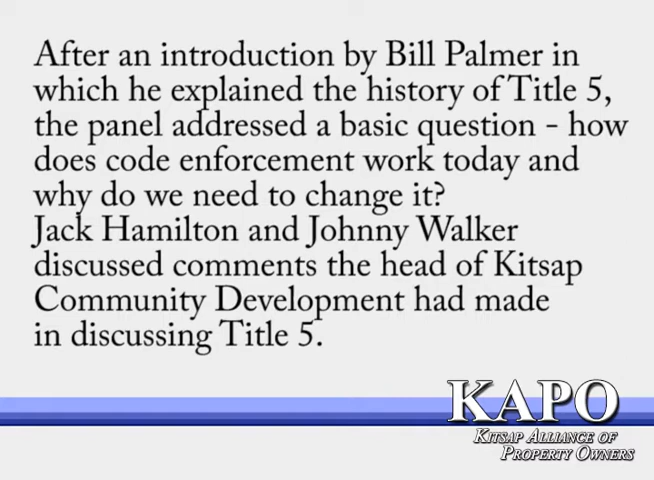 After an introduction by Bill Palmer in
which he explained the history of Title 5,
the panel addressed a basic question - how
does code enforcement work today and
why do we need to change it?
Jack Hamilton and Johnny Walker
discussed comments the head of Kitsap
Community Development had made
in discussing Title 5.
KAPO
Kitsap Alliance of
Property Owners